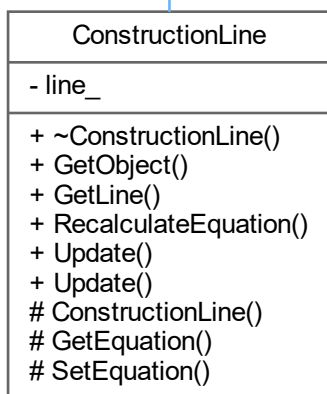 ConstructionLine
- line_
+ ~ConstructionLine()
+ GetObject()
+ GetLine()
+ RecalculateEquation()
+ Update()
+ Update()
# ConstructionLine()
# GetEquation()
# SetEquation()